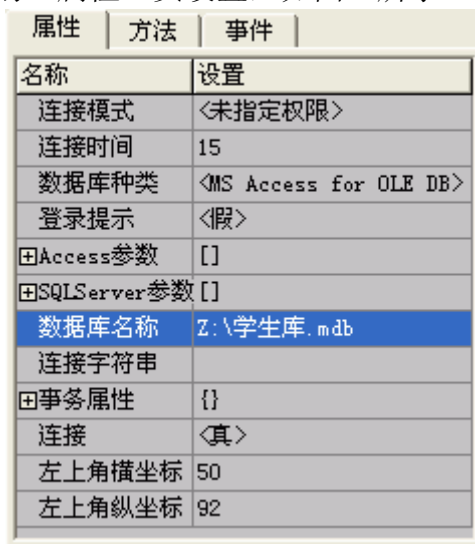 属性 方法 事件
名称 设置
连接模式 <未指定权限>
连接时间 15
数据库种类 <MS Access for OLE DB>
登录提示 <假>
Access参数 []
SQLServer参数 []
数据库名称 Z:\学生库.mdb
连接字符串
事务属性 {}
连接 <真>
左上角横坐标 50
左上角纵坐标 92